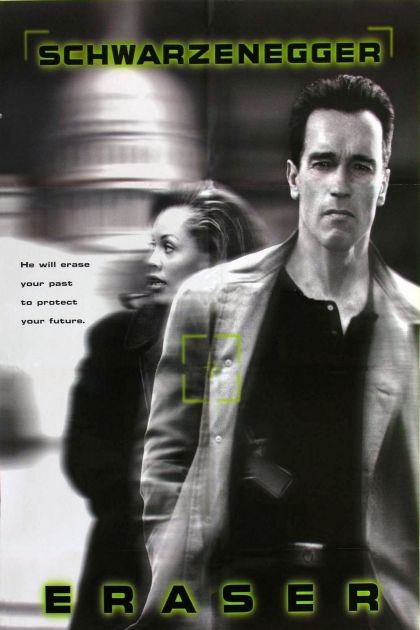 SCHWARZENEGGER
He will erase
your past
to protect
your future.
ERASER